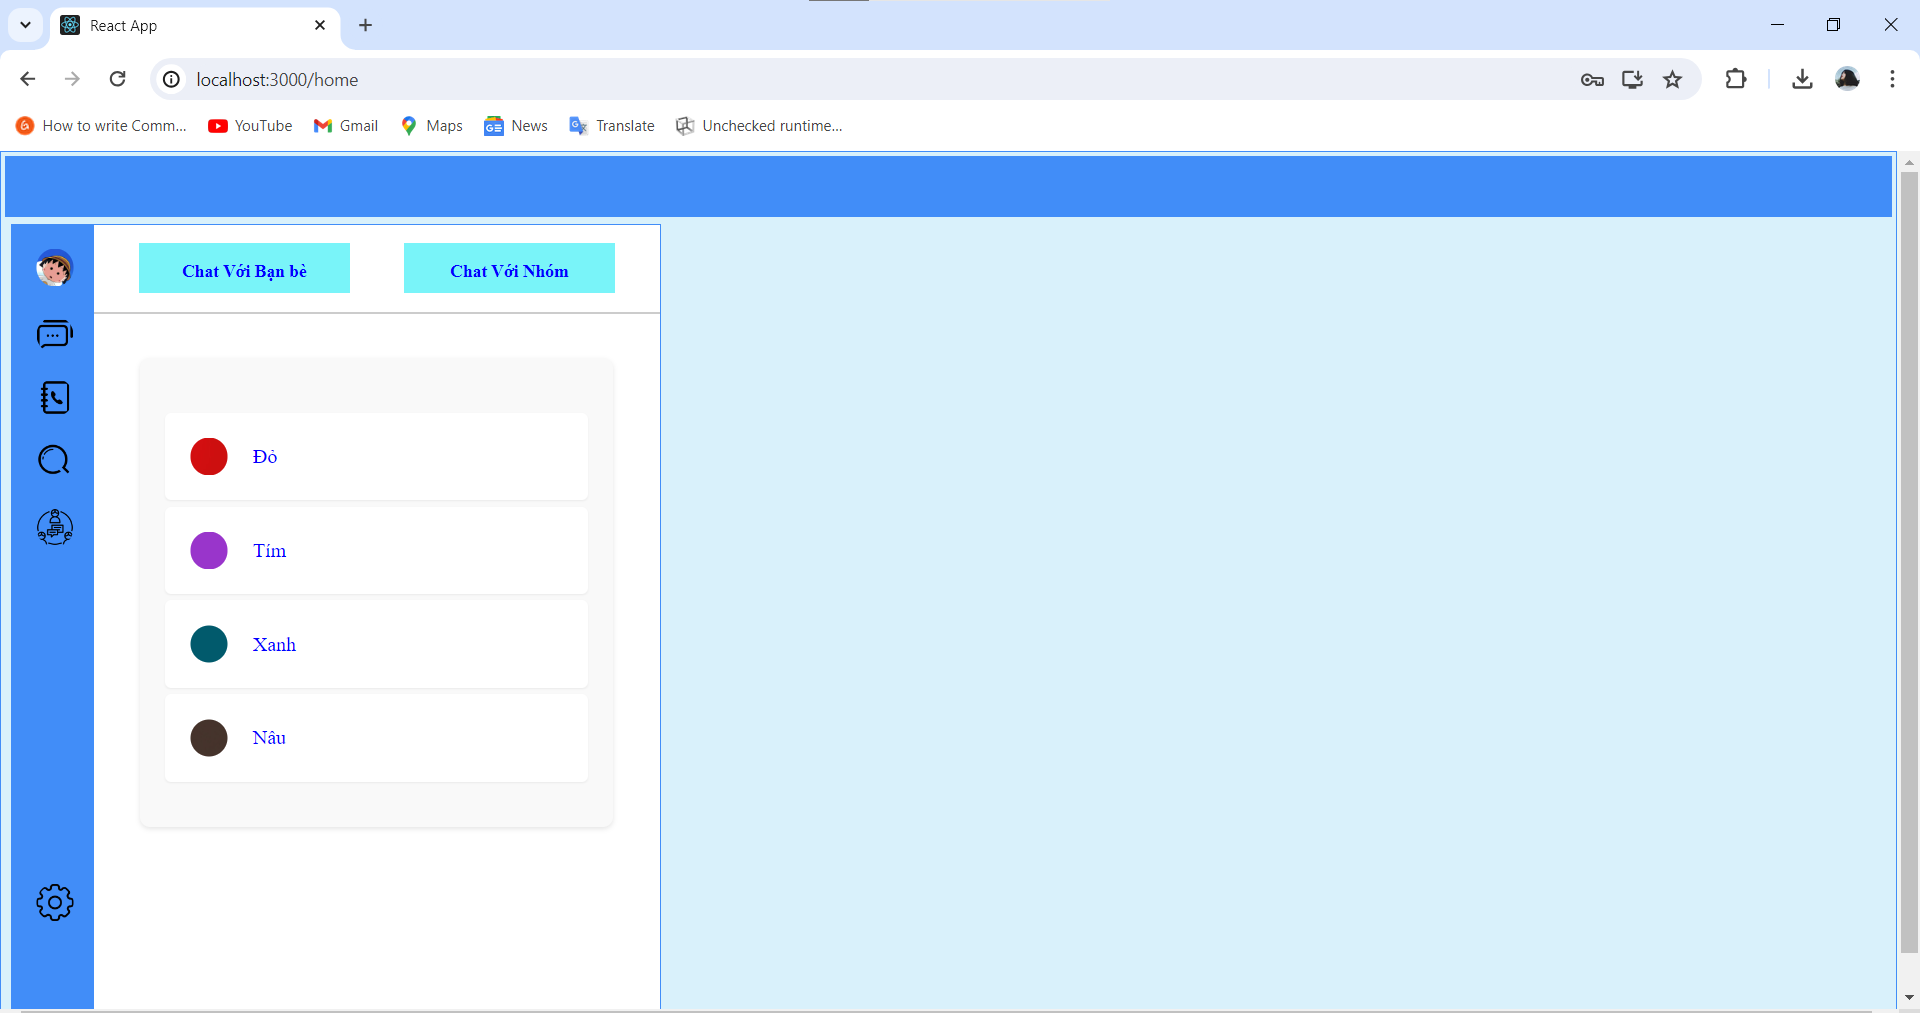 React App
localhost:3000/home
How to write Comm... YouTube Gmail Maps News Translate Unchecked runtime...
Chat Với Bạn bè Chat Với Nhóm
Đỏ
Tím
Xanh
Nâu